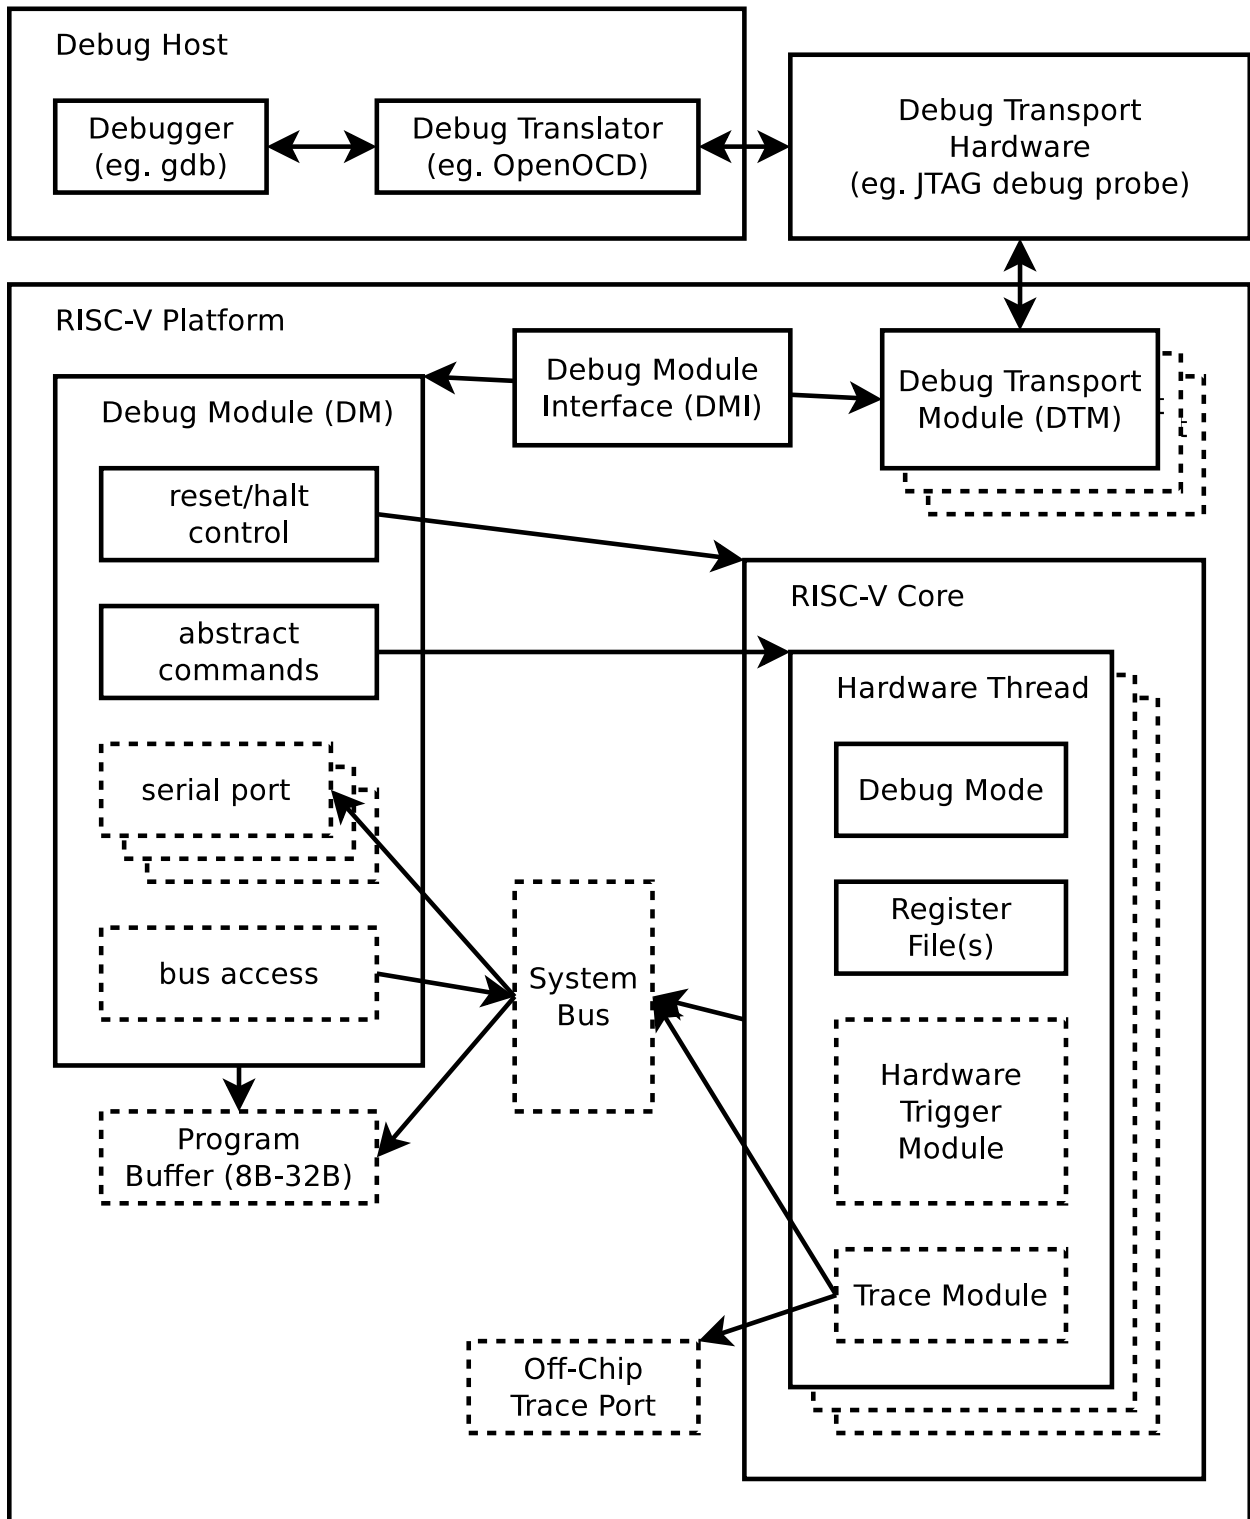 Debug Host
Debugger
(eg. gdb)
Debug Translator
(eg. OpenOCD)
Debug Transport
Hardware
(eg. JTAG debug probe)
RISC-V Platform
Debug Module
Interface (DMI)
Debug Transport
Module (DTM)
Debug Module (DM)
reset/halt
control
abstract
commands
serial port
bus access
Program
Buffer (8B-32B)
System
Bus
RISC-V Core
Hardware Thread
Debug Mode
Register
File(s)
Hardware
Trigger
Module
Trace Module
Off-Chip
Trace Port